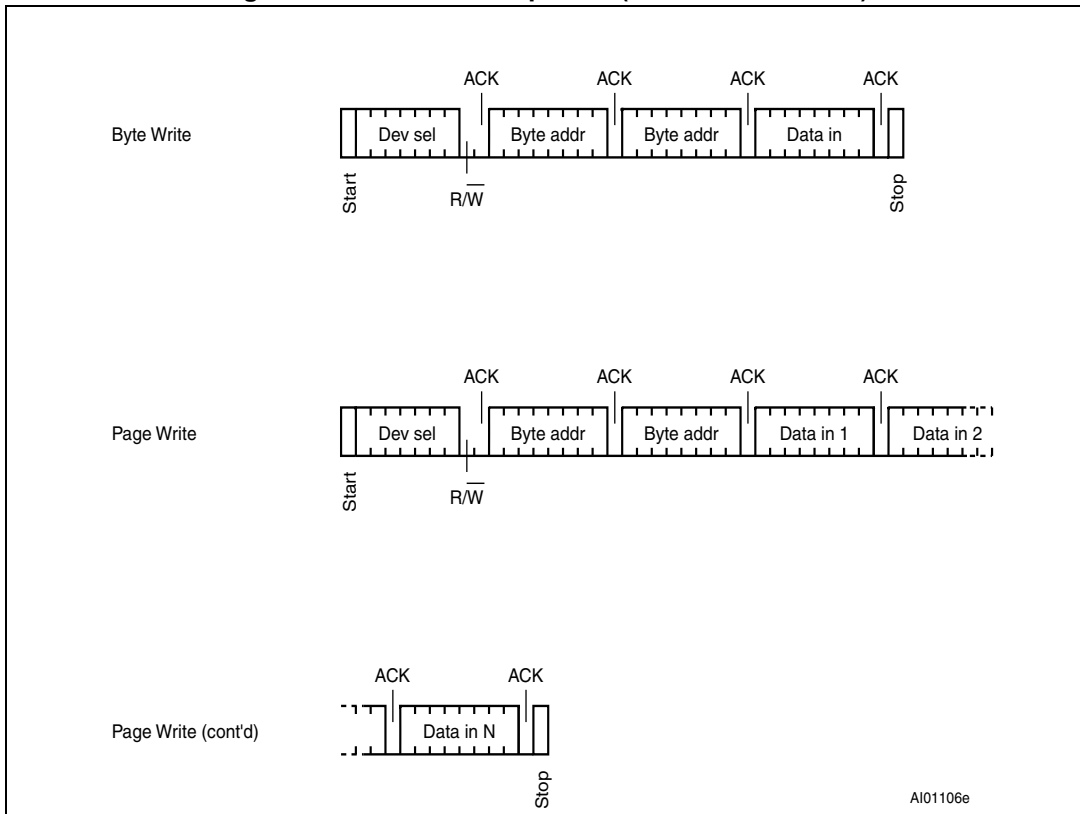 ACK ACK ACK ACK
Byte Write Dev sel Byte addr Byte addr Data in
Start R/W Stop
ACK ACK ACK ACK
Page Write Dev sel Byte addr Byte addr Data in 1 Data in 2
Start R/W
ACK ACK
Page Write (cont'd) Data in N
Stop
AI01106e